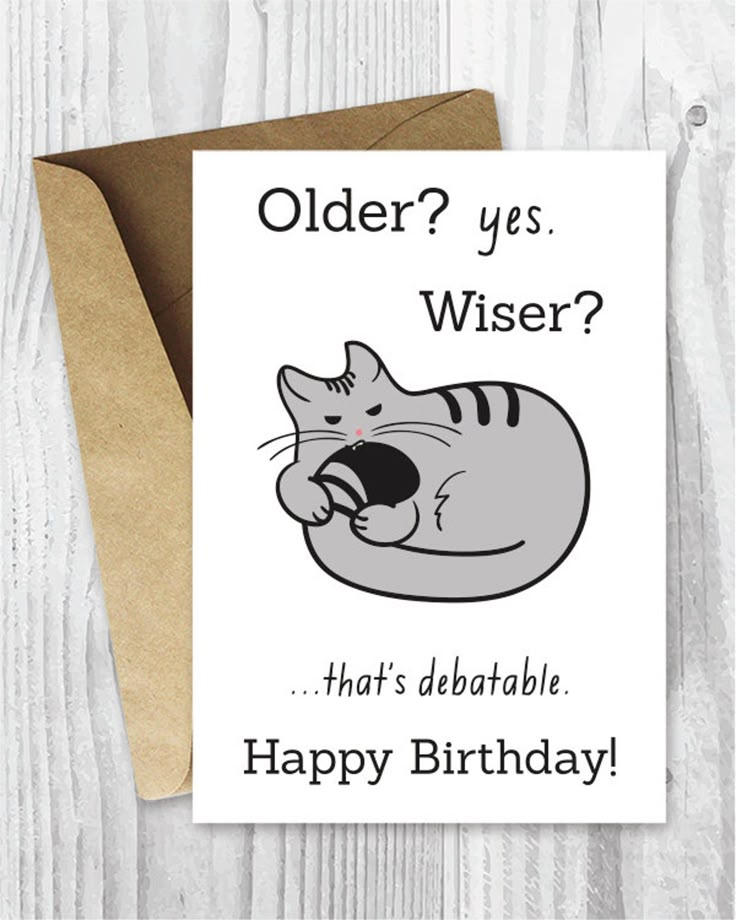 Older? yes.
Wiser?
...that's debatable.
Happy Birthday!